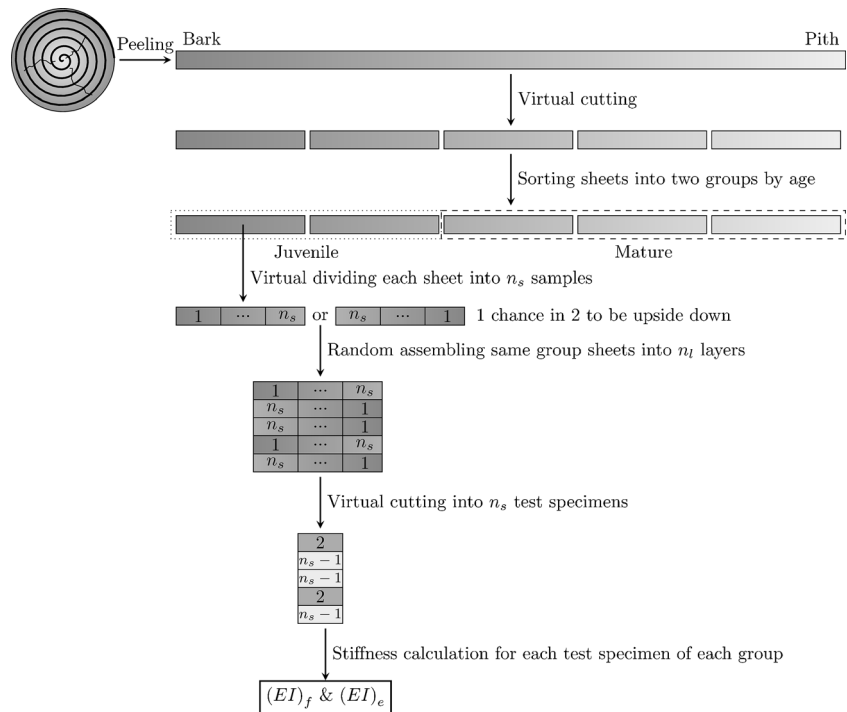 Peeling
Bark
Pith
Virtual cutting
Sorting sheets into two groups by age
Juvenile
Mature
Virtual dividing each sheet into n_s samples
1 ... n_s or n_s ... 1 1 chance in 2 to be upside down
Random assembling same group sheets into n_l layers
1 ... n_s
n_s ... 1
n_s ... 1
1 ... n_s
n_s ... 1
Virtual cutting into n_s test specimens
2
n_s − 1
n_s − 1
2
n_s − 1
Stiffness calculation for each test specimen of each group
(EI)_f & (EI)_e